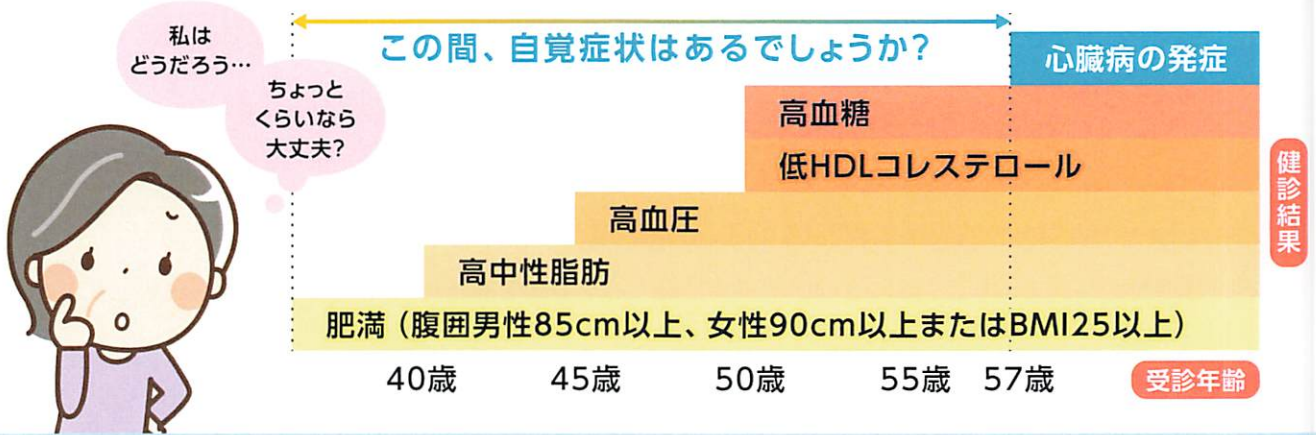 私は
どうだろう…
ちょっと
くらいなら
大丈夫?
この間、自覚症状はあるでしょうか?
心臓病の発症
高血糖
低HDLコレステロール
高血圧
高中性脂肪
肥満（腹囲男性85cm以上、女性90cm以上またはBMI25以上）
健診結果
40歳 45歳 50歳 55歳 57歳 受診年齢